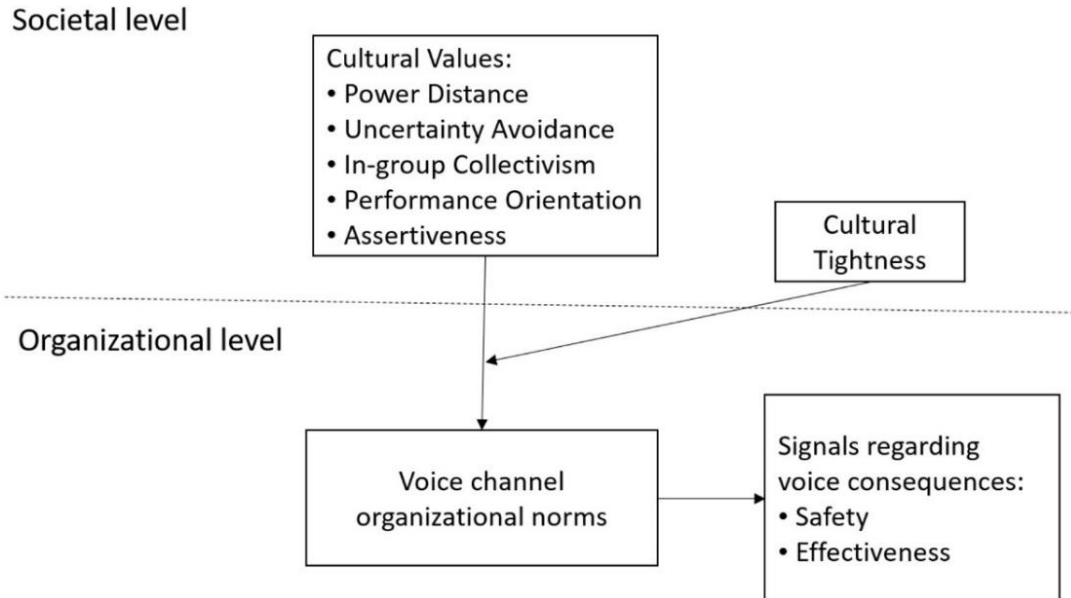 Societal level
Cultural Values:
• Power Distance
• Uncertainty Avoidance
• In-group Collectivism
• Performance Orientation
• Assertiveness
Cultural
Tightness
Organizational level
Voice channel
organizational norms
Signals regarding
voice consequences:
• Safety
• Effectiveness